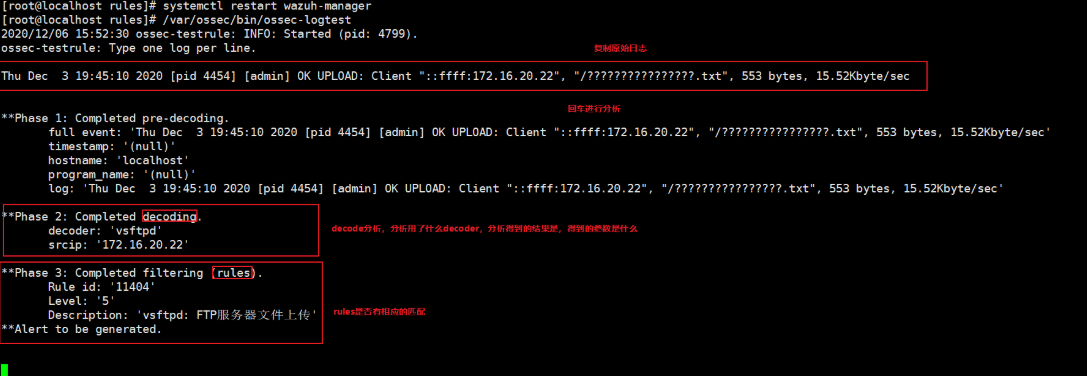 [root@localhost rules]# systemctl restart wazuh-manager
[root@localhost rules]# /var/ossec/bin/ossec-logtest
2020/12/06 15:52:30 ossec-testrule: INFO: Started (pid: 4799).
ossec-testrule: Type one log per line.
复制原始日志
Thu Dec  3 19:45:10 2020 [pid 4454] [admin] OK UPLOAD: Client "::ffff:172.16.20.22", "/????????????????.txt", 553 bytes, 15.52Kbyte/sec
回车进行分析
**Phase 1: Completed pre-decoding.
full event: 'Thu Dec  3 19:45:10 2020 [pid 4454] [admin] OK UPLOAD: Client "::ffff:172.16.20.22", "/????????????????.txt", 553 bytes, 15.52Kbyte/sec'
timestamp: '(null)'
hostname: 'localhost'
program_name: '(null)'
log: 'Thu Dec  3 19:45:10 2020 [pid 4454] [admin] OK UPLOAD: Client "::ffff:172.16.20.22", "/????????????????.txt", 553 bytes, 15.52Kbyte/sec'
**Phase 2: Completed decoding.
decoder: 'vsftpd'
decode分析，分析用了什么decoder，分析得到的结果是，得到的参数是什么
srcip: '172.16.20.22'
**Phase 3: Completed filtering (rules).
Rule id: '11404'
Level: '5'
Description: 'vsftpd: FTP服务器文件上传'
rules是否有相应的匹配
**Alert to be generated.